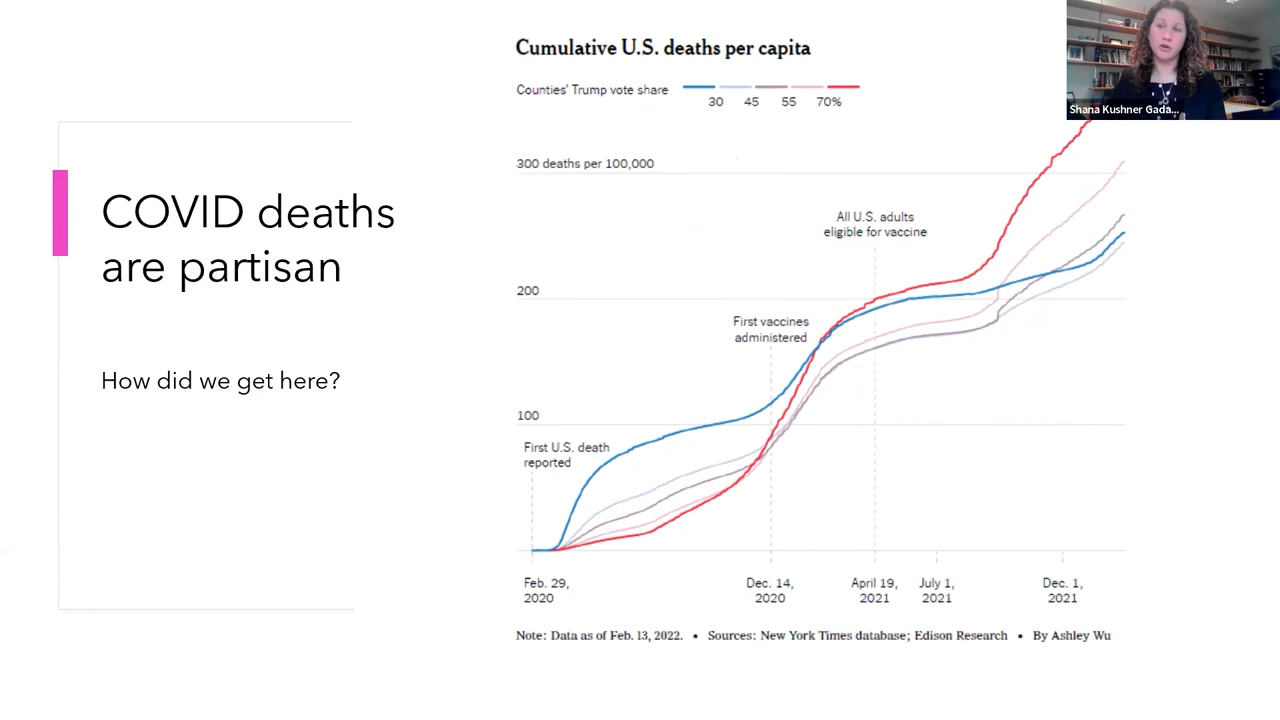 COVID deaths
are partisan
How did we get here?
Cumulative U.S. deaths per capita
Counties' Trump vote share
30 45 55 70%
300 deaths per 100,000
All U.S. adults
eligible for vaccine
200
First vaccines
administered
100
First U.S. death
reported
Feb. 29,
2020
Dec. 14,
2020
April 19,
2021
July 1,
2021
Dec. 1,
2021
Note: Data as of Feb. 13, 2022. • Sources: New York Times database; Edison Research • By Ashley Wu
Shana Kushner Gada...